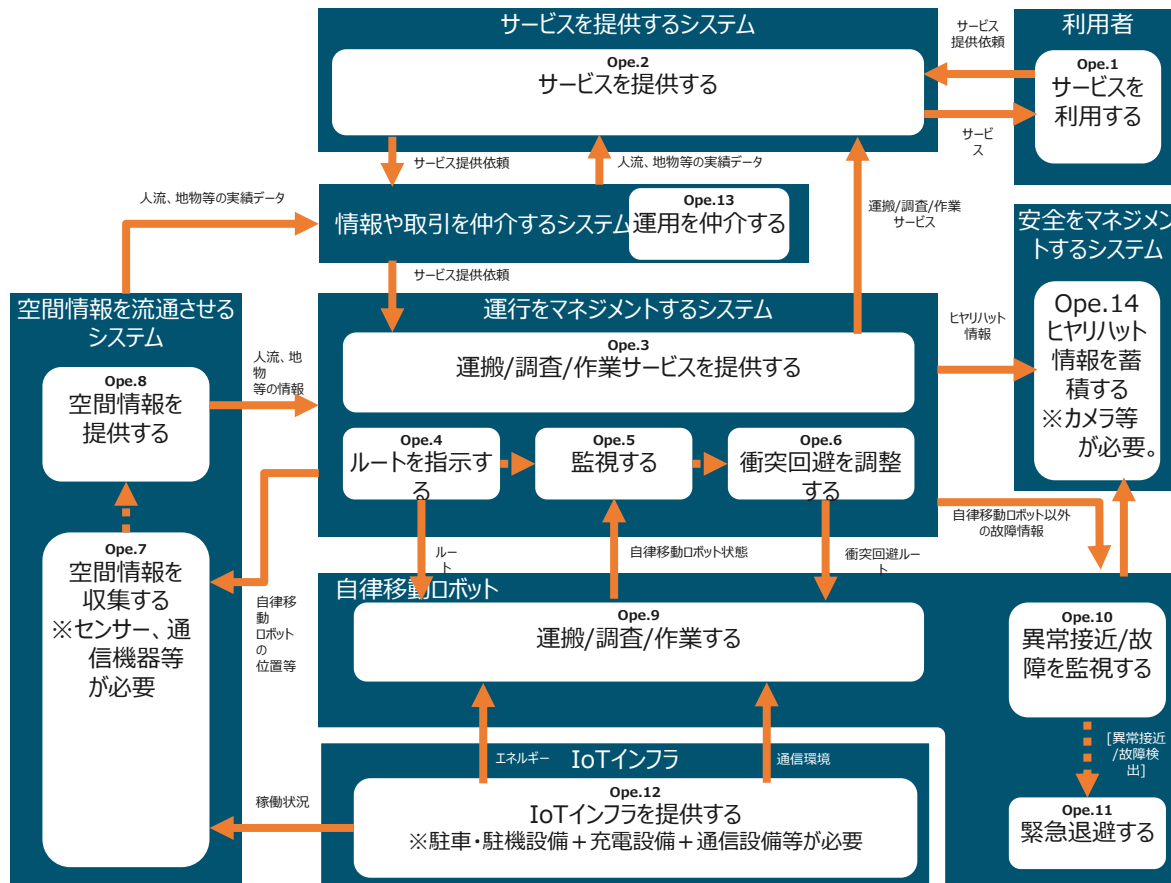 サービスを提供するシステム
Ope.2
サービスを提供する
サービス
提供依頼
利用者
Ope.1
サービスを
利用する
サービ
ス
サービス提供依頼
人流、地物等の実績データ
人流、地物等の実績データ
情報や取引を仲介するシステム
Ope.13
運用を仲介する
運搬/調査/作業
サービス
安全をマネジメン
トするシステム
サービス提供依頼
空間情報を流通させる
システム
運行をマネジメントするシステム
Ope.3
運搬/調査/作業サービスを提供する
ヒヤリハット
情報
Ope.14
ヒヤリハット
情報を蓄
積する
※カメラ等
が必要。
人流、地
物
等の情報
Ope.8
空間情報を
提供する
Ope.4
ルートを指示す
る
Ope.5
監視する
Ope.6
衝突回避を調整
する
自律移動ロボット以外
の故障情報
Ope.7
空間情報を
収集する
※センサー、通
信機器等
が必要
ルー
ト
自律移動ロボット状態
衝突回避ルー
ト
自律移
動
ロボット
の
位置等
自律移動ロボット
Ope.9
運搬/調査/作業する
Ope.10
異常接近/故
障を監視する
[異常接近
/故障検
出]
エネルギー
IoTインフラ
通信環境
稼働状況
Ope.12
IoTインフラを提供する
※駐車・駐機設備＋充電設備＋通信設備等が必要
Ope.11
緊急退避する